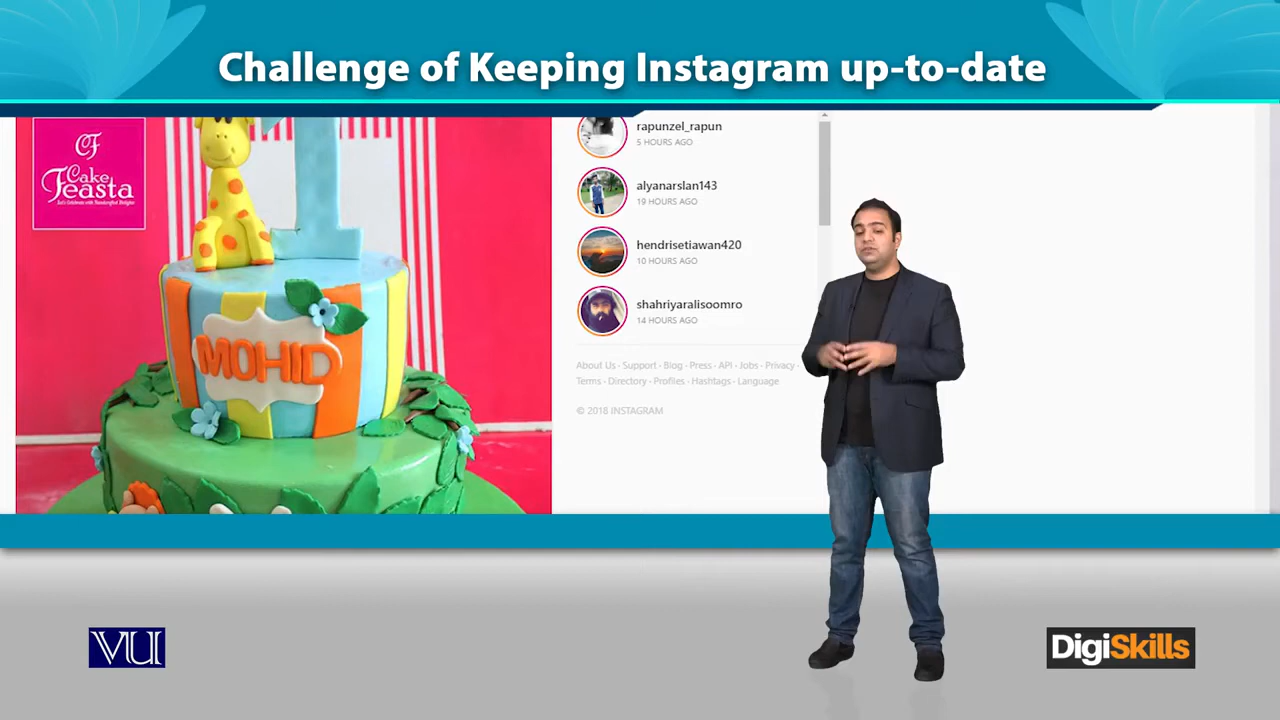 Challenge of Keeping Instagram up-to-date
CF
Cake
Feasta
MOHID
rapunzel_rapun
5 HOURS AGO
alyanarslan143
19 HOURS AGO
hendrisetiawan420
10 HOURS AGO
shahriyaralisoomro
14 HOURS AGO
About Us · Support · Blog · Press · API · Jobs · Privacy ·
Terms · Directory · Profiles · Hashtags · Language
© 2018 INSTAGRAM
VU
DigiSkills